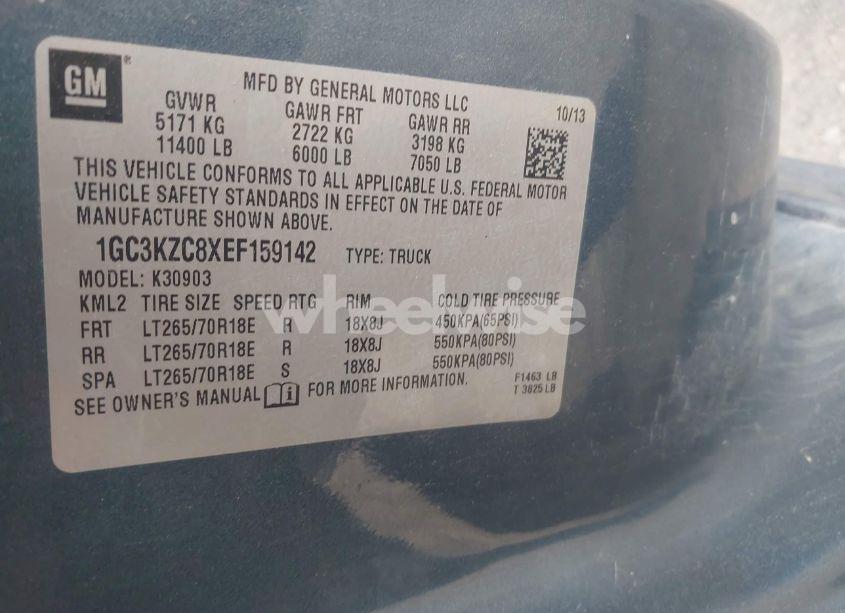 GM
MFD BY GENERAL MOTORS LLC
10/13
GVWR GAWR FRT GAWR RR
5171 KG 2722 KG 3198 KG
11400 LB 6000 LB 7050 LB
THIS VEHICLE CONFORMS TO ALL APPLICABLE U.S. FEDERAL MOTOR
VEHICLE SAFETY STANDARDS IN EFFECT ON THE DATE OF
MANUFACTURE SHOWN ABOVE.
1GC3KZC8XEF159142 TYPE: TRUCK
MODEL: K30903
KML2 TIRE SIZE SPEED RTG RIM COLD TIRE PRESSURE
FRT LT265/70R18E R 18X8J 450KPA(65PSI)
RR LT265/70R18E R 18X8J 550KPA(80PSI)
SPA LT265/70R18E S 18X8J 550KPA(80PSI)
SEE OWNER'S MANUAL i FOR MORE INFORMATION.
F1463 LB
T 3825 LB
wheelwise